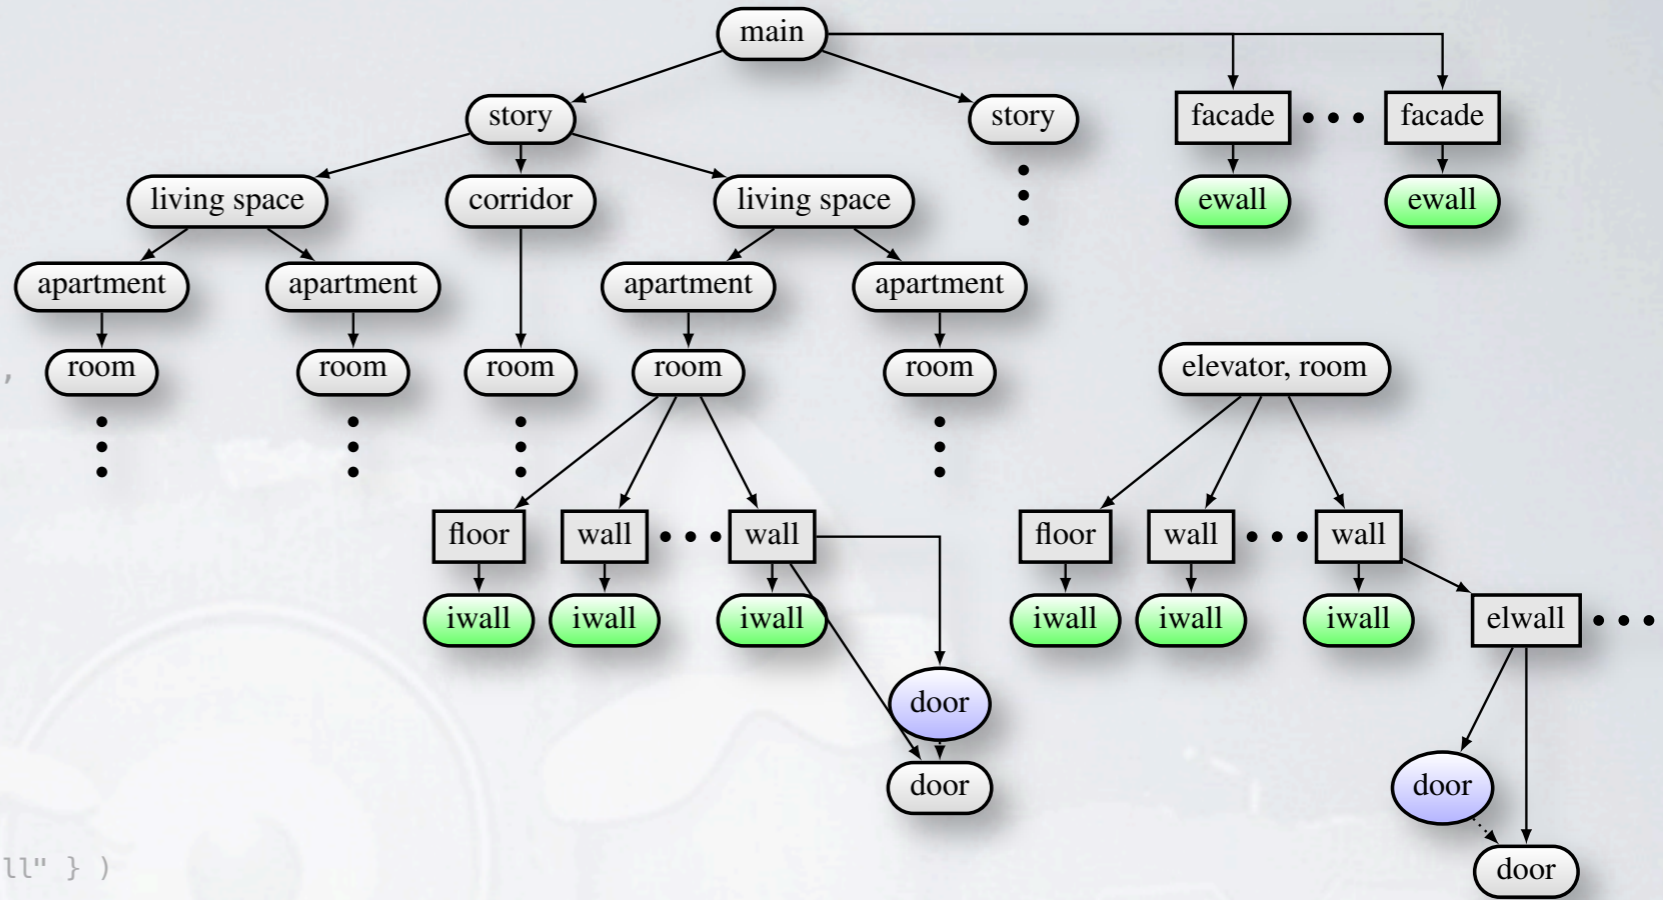 main
story
story
facade
facade
living space
corridor
living space
ewall
ewall
apartment
apartment
apartment
apartment
,
room
room
room
room
room
elevator, room
floor
wall
wall
floor
wall
wall
iwall
iwall
iwall
iwall
iwall
iwall
elwall
door
door
door
door
ll" } )